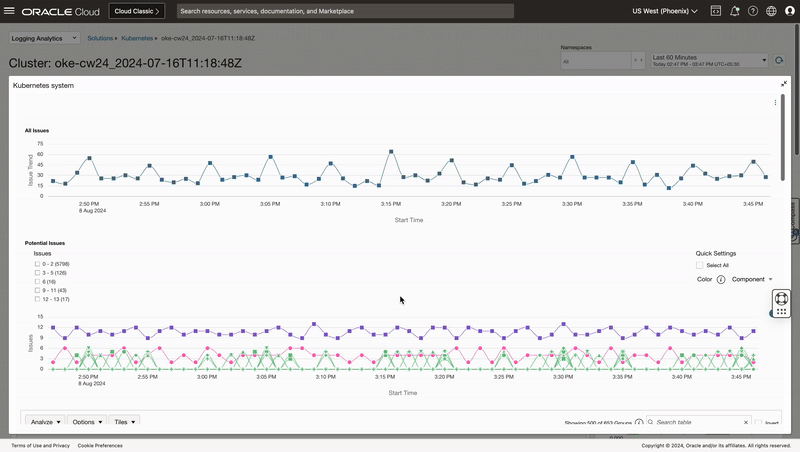 ORACLE Cloud
Cloud Classic >
Search resources, services, documentation, and Marketplace
US West (Phoenix)
Logging Analytics
Solutions » Kubernetes » oke-cw24_2024-07-16T11:18:48Z
Cluster: oke-cw24_2024-07-16T11:18:48Z
Namespaces
All
Last 60 Minutes
Today 02:47 PM - 03:47 PM UTC+05:30
Kubernetes system
All Issues
Issue Trend
75
60
45
30
15
0
2:50 PM 2:55 PM 3:00 PM 3:05 PM 3:10 PM 3:15 PM 3:20 PM 3:25 PM 3:30 PM 3:35 PM 3:40 PM 3:45 PM
8 Aug 2024
Start Time
Potential Issues
Issues
0 - 2 (5798)
3 - 5 (126)
6 (16)
9 - 11 (43)
12 - 13 (17)
Quick Settings
Select All
Color Component
Issues
15
12
9
6
3
0
2:50 PM 2:55 PM 3:00 PM 3:05 PM 3:10 PM 3:15 PM 3:20 PM 3:25 PM 3:30 PM 3:35 PM 3:40 PM 3:45 PM
8 Aug 2024
Start Time
Analyze Options Tiles
Showing 500 of 653 Groups
Search table
Invert
0.000
Terms of Use and Privacy Cookie Preferences
Copyright © 2024, Oracle and/or its affiliates. All rights reserved.